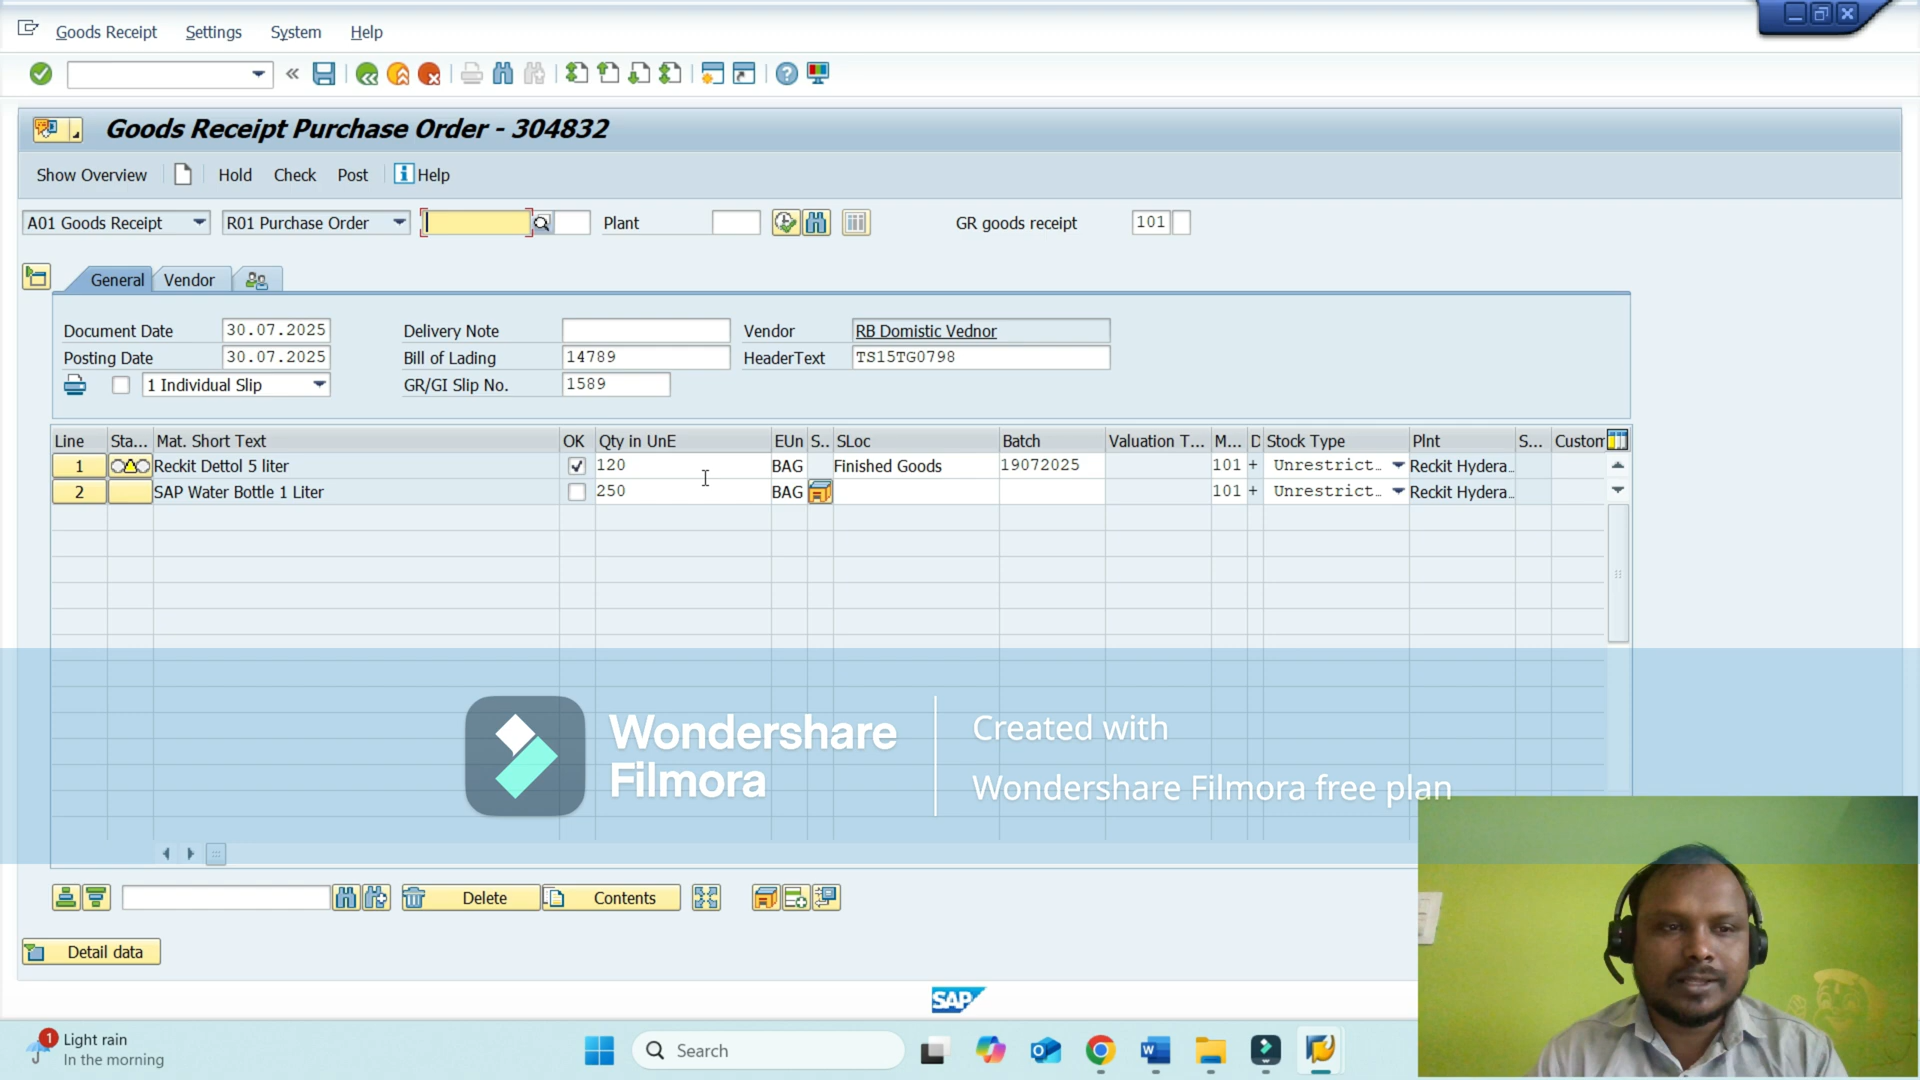 Goods Receipt Settings System Help
Goods Receipt Purchase Order - 304832
Show Overview Hold Check Post Help
A01 Goods Receipt R01 Purchase Order Plant GR goods receipt 101
General Vendor
Document Date 30.07.2025 Delivery Note Vendor RB Domistic Vednor
Posting Date 30.07.2025 Bill of Lading 14789 HeaderText TS15TG0798
1 Individual Slip GR/GI Slip No. 1589
Line Sta... Mat. Short Text OK Qty in UnE EUn S.. SLoc Batch Valuation T... M... D Stock Type Plnt S... Custom
1 Reckit Dettol 5 liter 120 BAG Finished Goods 19072025 101 + Unrestrict.. Reckit Hydera..
2 SAP Water Bottle 1 Liter 250 BAG 101 + Unrestrict.. Reckit Hydera..
Wondershare
Filmora
Created with
Wondershare Filmora free plan
Delete Contents
Detail data
SAP
1 Light rain
In the morning
Search